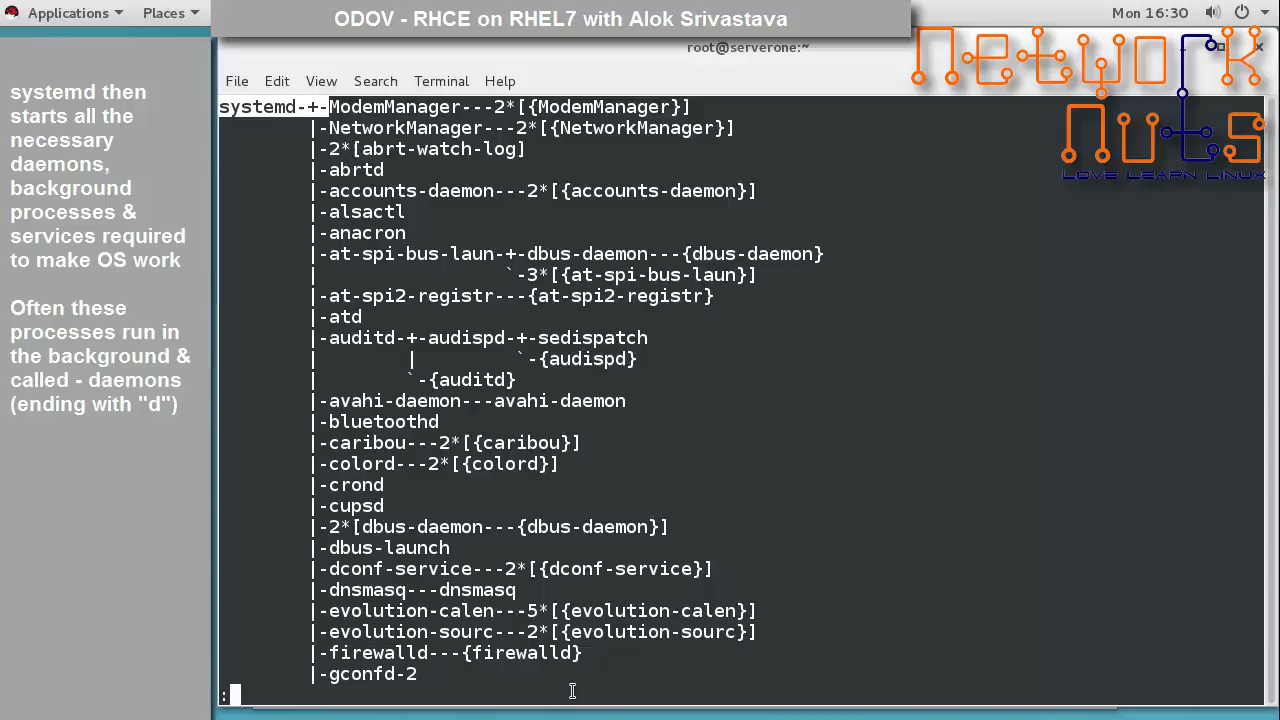 Applications Places
ODOV - RHCE on RHEL7 with Alok Srivastava
Mon 16:30
root@serverone:~
NETWORK
NUTS
LOVE LEARN LINUX
File Edit View Search Terminal Help
systemd then
starts all the
necessary
daemons,
background
processes &
services required
to make OS work
Often these
processes run in
the background &
called - daemons
(ending with "d")
systemd-+-ModemManager---2*[{ModemManager}]
|-NetworkManager---2*[{NetworkManager}]
|-2*[abrt-watch-log]
|-abrtd
|-accounts-daemon---2*[{accounts-daemon}]
|-alsactl
|-anacron
|-at-spi-bus-laun-+-dbus-daemon---{dbus-daemon}
|                 `-3*[{at-spi-bus-laun}]
|-at-spi2-registr---{at-spi2-registr}
|-atd
|-auditd-+-audispd-+-sedispatch
|        |         `-{audispd}
|        `-{auditd}
|-avahi-daemon---avahi-daemon
|-bluetoothd
|-caribou---2*[{caribou}]
|-colord---2*[{colord}]
|-crond
|-cupsd
|-2*[dbus-daemon---{dbus-daemon}]
|-dbus-launch
|-dconf-service---2*[{dconf-service}]
|-dnsmasq---dnsmasq
|-evolution-calen---5*[{evolution-calen}]
|-evolution-sourc---2*[{evolution-sourc}]
|-firewalld---{firewalld}
|-gconfd-2
: